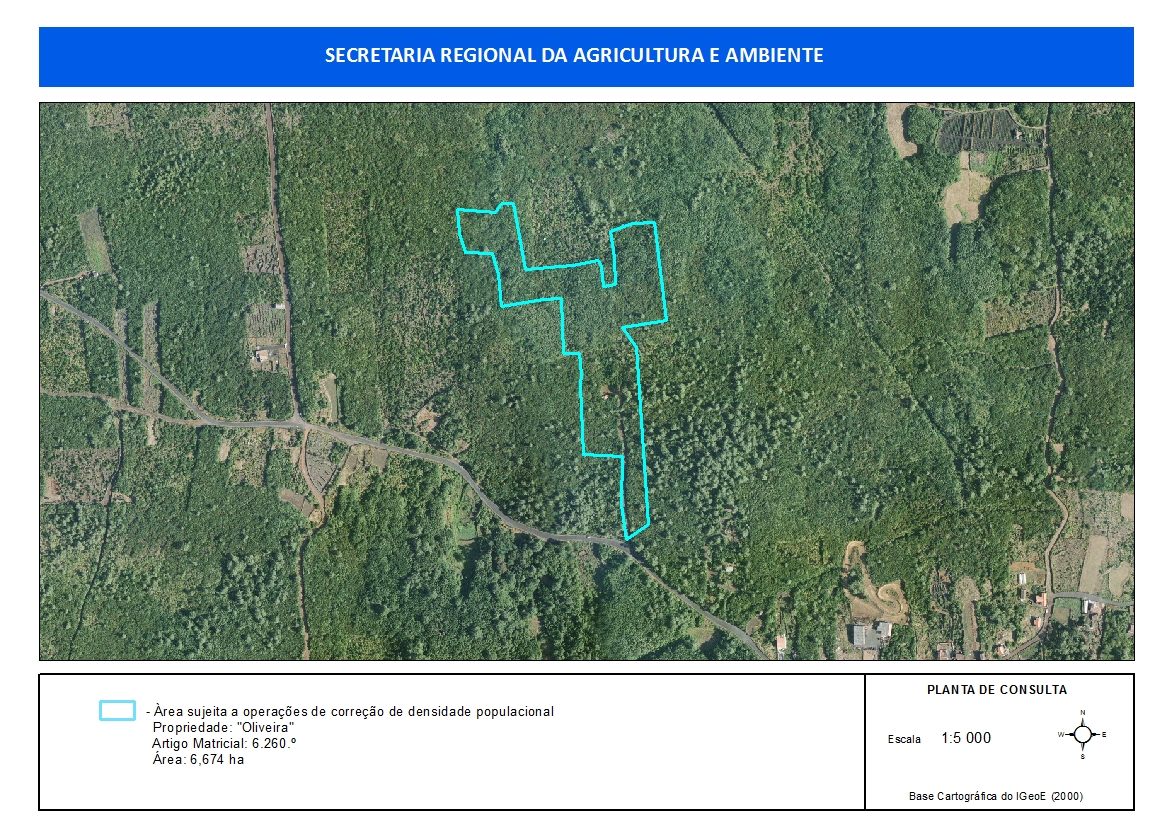 SECRETARIA REGIONAL DA AGRICULTURA E AMBIENTE
- Àrea sujeita a operações de correção de densidade populacional
Propriedade: "Oliveira"
Artigo Matricial: 6.260.º
Área: 6,674 ha
PLANTA DE CONSULTA
Escala 1:5 000
N
W E
S
Base Cartográfica do IGeoE (2000)